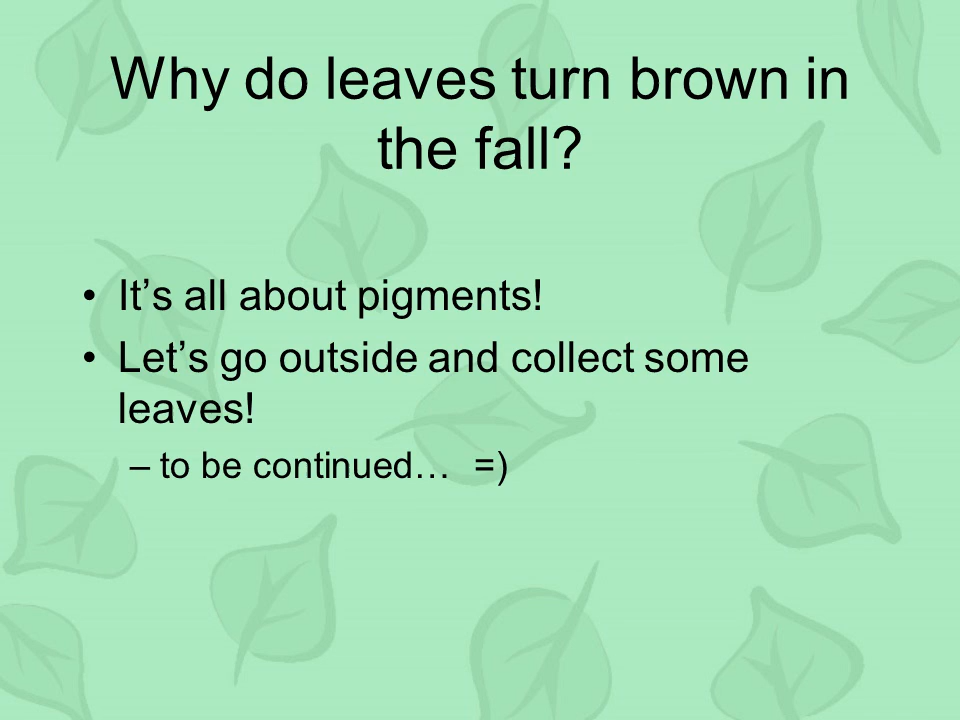 Why do leaves turn brown in
the fall?
• It’s all about pigments!
• Let’s go outside and collect some
leaves!
– to be continued… =)